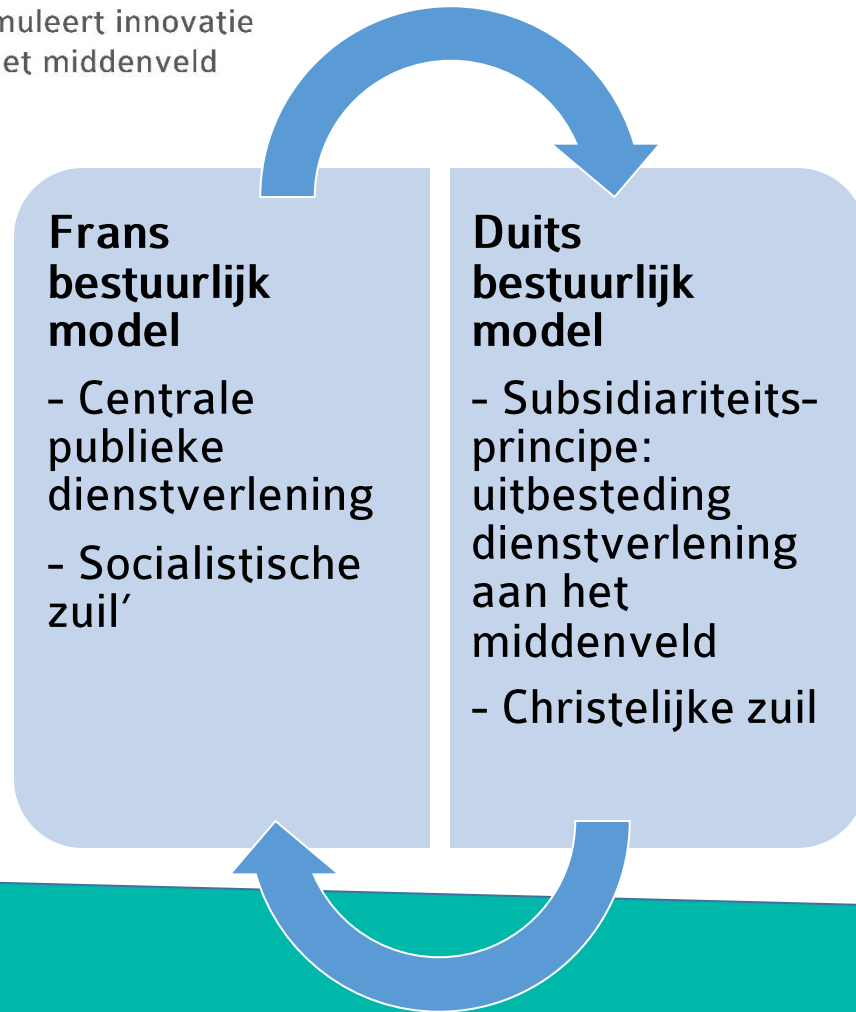 muleert innovatie
et middenveld
Frans
bestuurlijk
model
- Centrale
publieke
dienstverlening
- Socialistische
zuil′
Duits
bestuurlijk
model
- Subsidiariteits-
principe:
uitbesteding
dienstverlening
aan het
middenveld
- Christelijke zuil